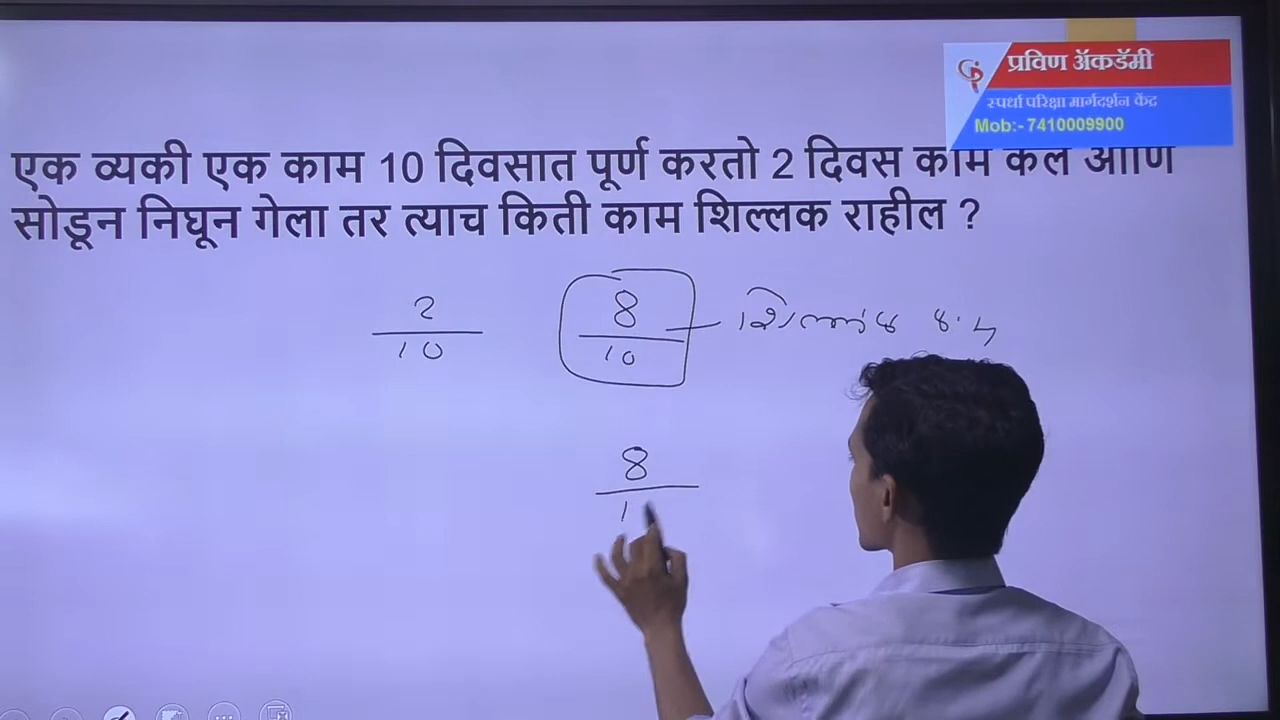 प्रविण ॲकडॅमी
स्पर्धा परिक्षा मार्गदर्शन केंद्र
Mob:- 7410009900
एक व्यकी एक काम 10 दिवसात पूर्ण करतो 2 दिवस काम केल आणि
सोडून निघून गेला तर त्याच किती काम शिल्लक राहील ?
2
10
8
10
8
1